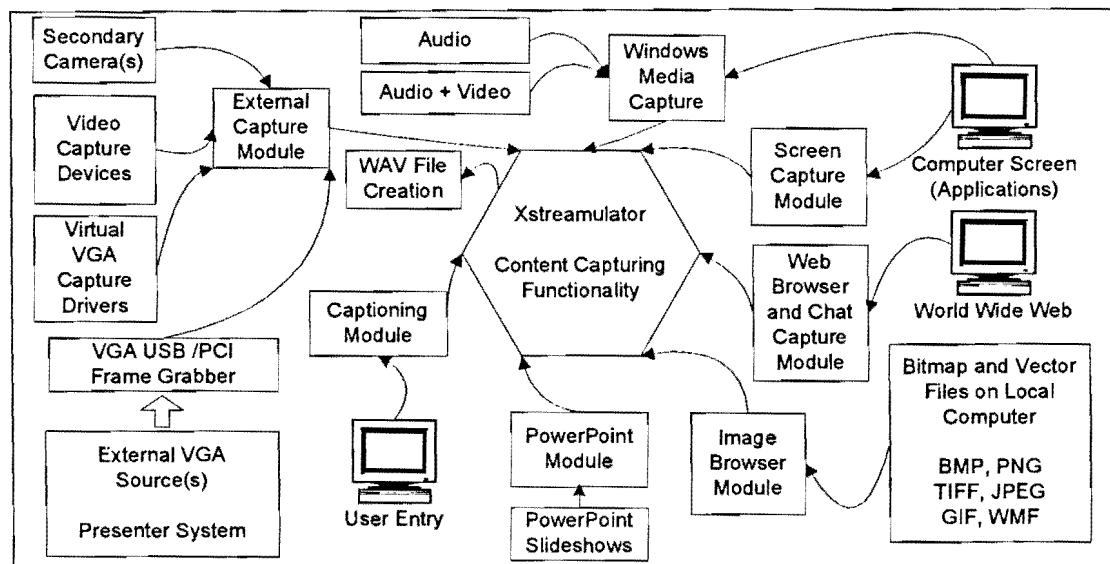 Secondary
Camera(s)
Audio
Audio + Video
Windows
Media
Capture
Video
Capture
Devices
External
Capture
Module
WAV File
Creation
Screen
Capture
Module
Computer Screen
(Applications)
Virtual
VGA
Capture
Drivers
Xstreamulator
Content Capturing
Functionality
Web
Browser
and Chat
Capture
Module
World Wide Web
Captioning
Module
VGA USB /PCI
Frame Grabber
External VGA
Source(s)
Presenter System
User Entry
PowerPoint
Module
PowerPoint
Slideshows
Image
Browser
Module
Bitmap and Vector
Files on Local
Computer
BMP, PNG
TIFF, JPEG
GIF, WMF